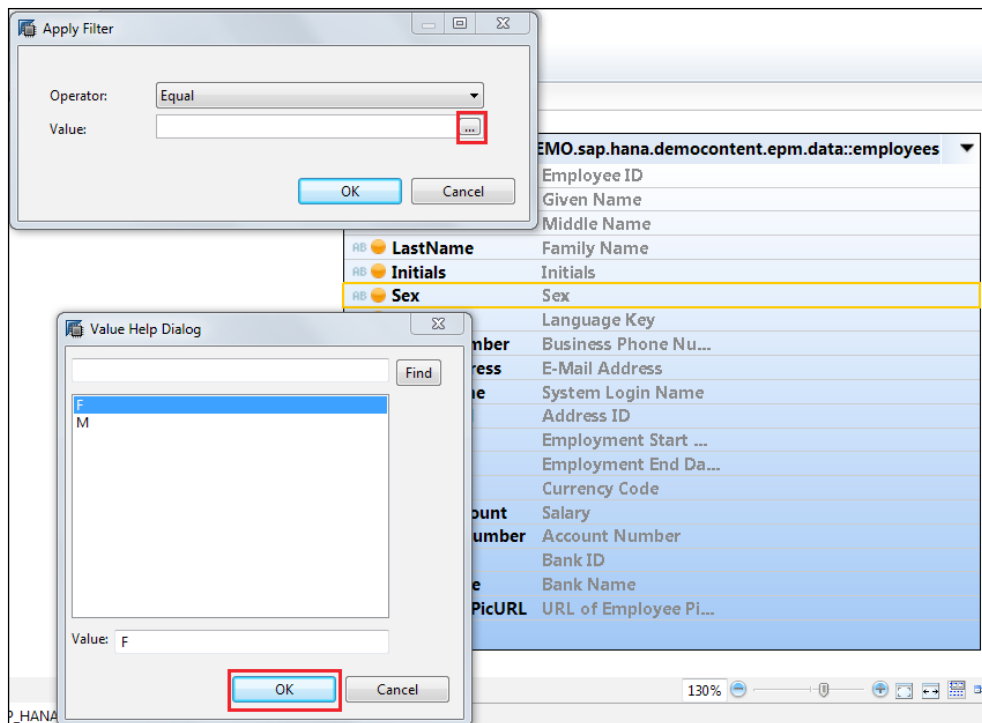 Apply Filter
Operator: Equal
Value: ...
OK Cancel
EMO.sap.hana.democontent.epm.data::employees
Employee ID
Given Name
Middle Name
AB LastName Family Name
AB Initials Initials
AB Sex Sex
Language Key
mber Business Phone Nu...
ress E-Mail Address
e System Login Name
Address ID
Employment Start ...
Employment End Da...
Currency Code
ount Salary
umber Account Number
Bank ID
e Bank Name
PicURL URL of Employee Pi...
Value Help Dialog
Find
F
M
Value: F
OK Cancel
130%
P_HANA